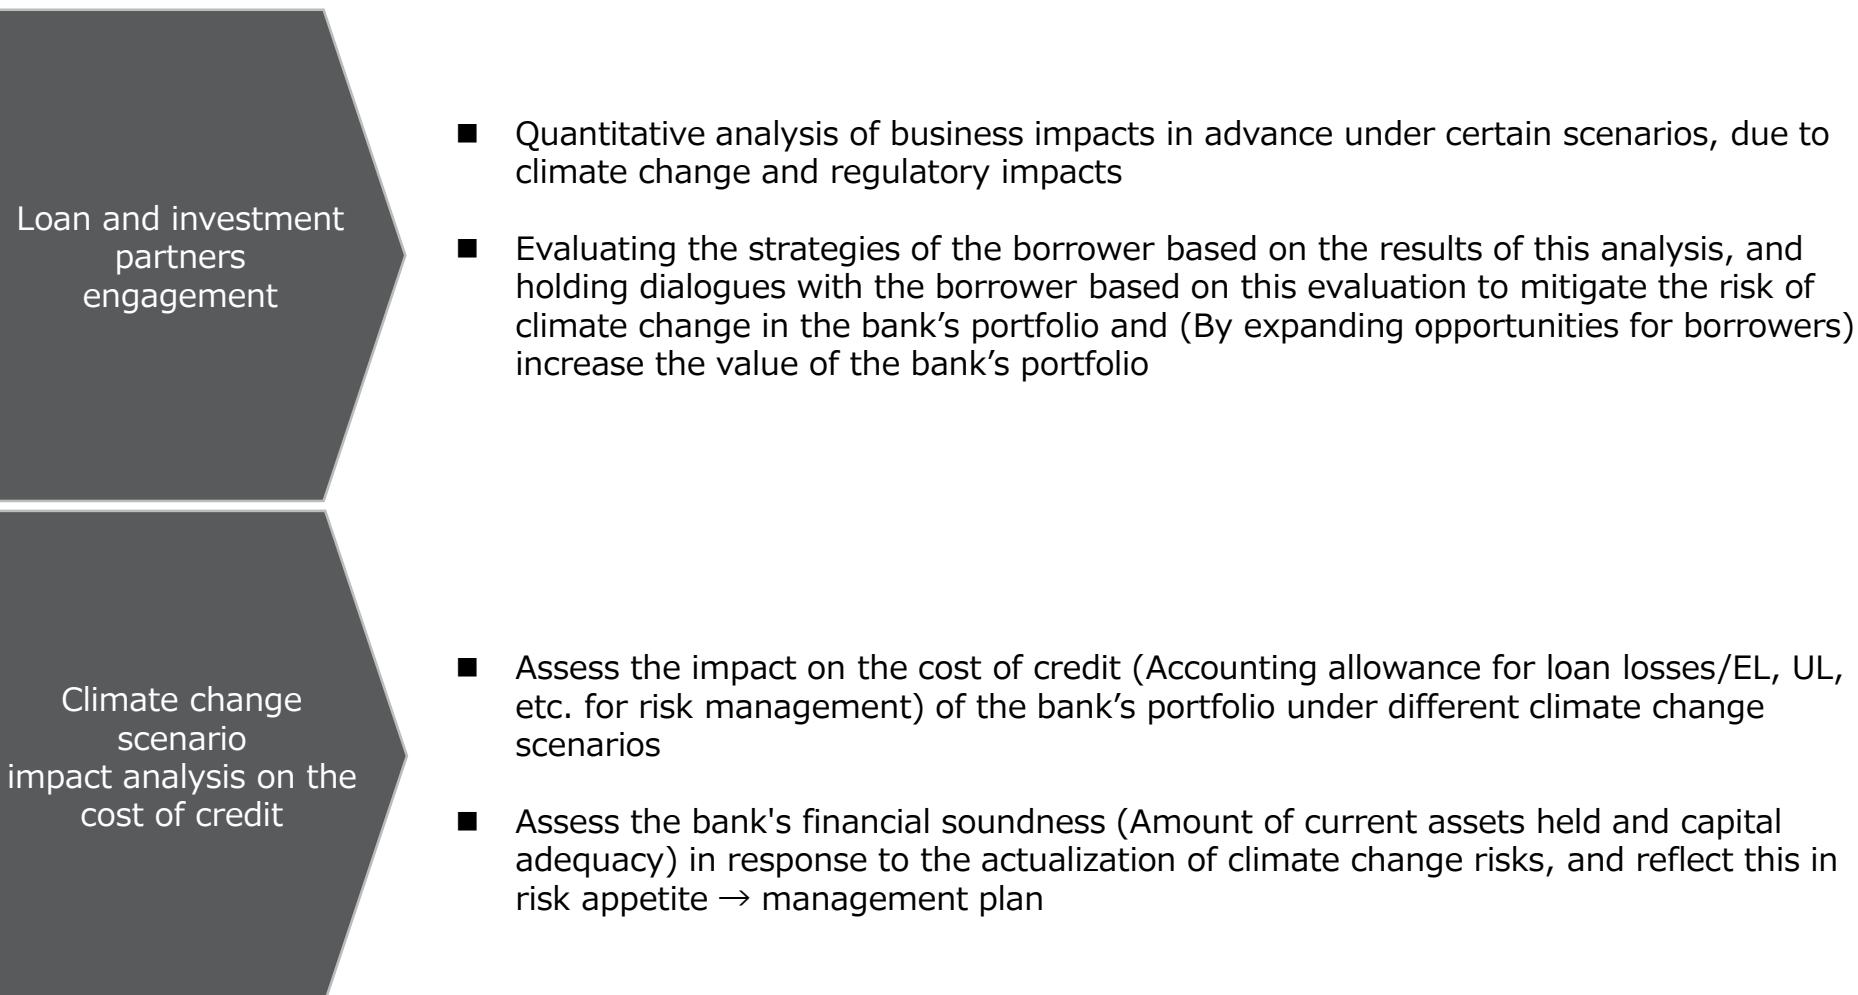 Loan and investment
partners
engagement
■ Quantitative analysis of business impacts in advance under certain scenarios, due to
climate change and regulatory impacts
■ Evaluating the strategies of the borrower based on the results of this analysis, and
holding dialogues with the borrower based on this evaluation to mitigate the risk of
climate change in the bank’s portfolio and (By expanding opportunities for borrowers)
increase the value of the bank’s portfolio
Climate change
scenario
impact analysis on the
cost of credit
■ Assess the impact on the cost of credit (Accounting allowance for loan losses/EL, UL,
etc. for risk management) of the bank’s portfolio under different climate change
scenarios
■ Assess the bank's financial soundness (Amount of current assets held and capital
adequacy) in response to the actualization of climate change risks, and reflect this in
risk appetite → management plan